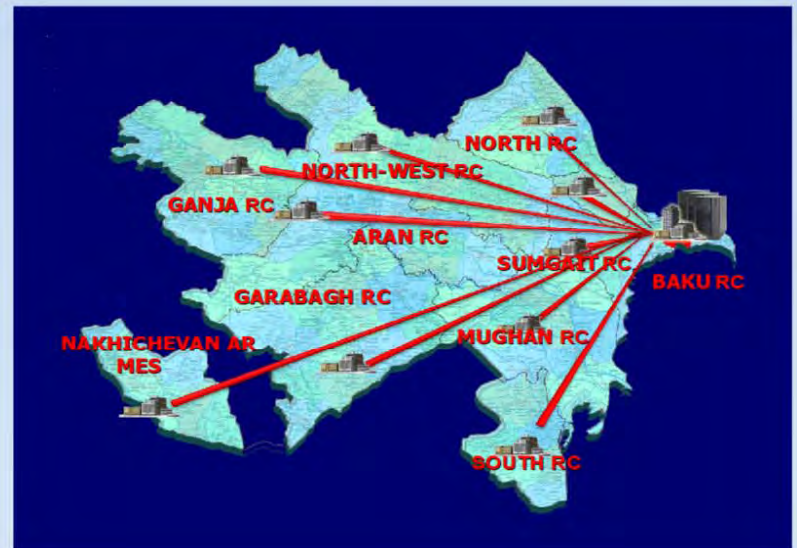 NORTH RC
NORTH-WEST RC
GANJA RC
ARAN RC
SUMGAIT RC
BAKU RC
GARABAGH RC
MUGHAN RC
NAKHICHEVAN AR
MES
SOUTH RC